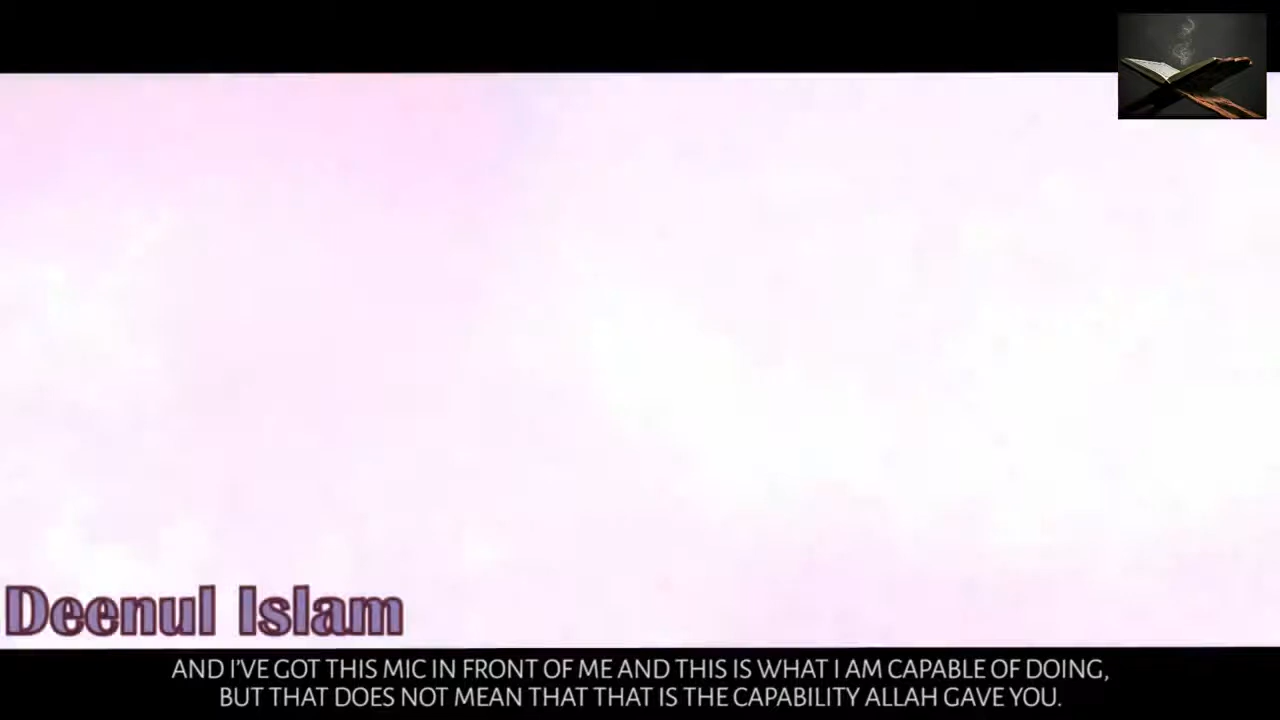 Deenul Islam
AND I'VE GOT THIS MIC IN FRONT OF ME AND THIS IS WHAT I AM CAPABLE OF DOING,
BUT THAT DOES NOT MEAN THAT THAT IS THE CAPABILITY ALLAH GAVE YOU.